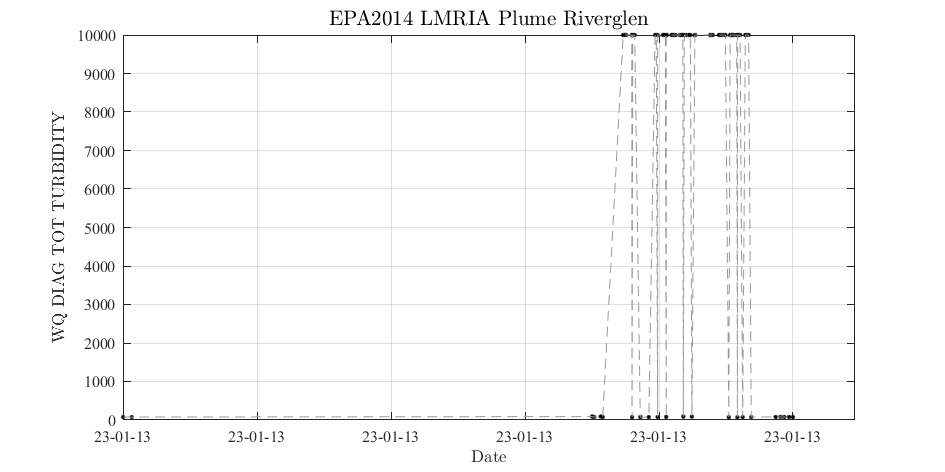 EPA2014 LMRIA Plume Riverglen
10000
9000
8000
7000
6000
5000
4000
3000
2000
1000
0
WQ DIAG TOT TURBIDITY
23-01-13 23-01-13 23-01-13 23-01-13 23-01-13 23-01-13
Date